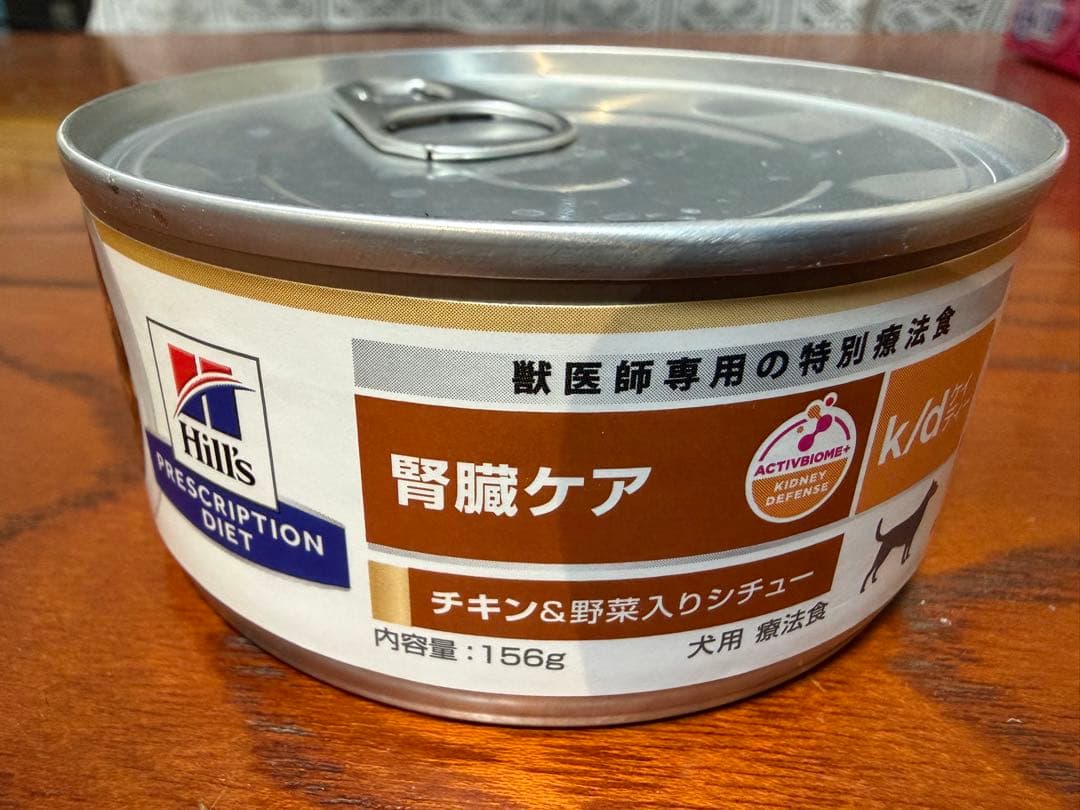 獣医師専用の特別療法食
Hill's
PRESCRIPTION
DIET
腎臓ケア
ACTIVBIOME+
KIDNEY
DEFENSE
k/d
ケイ
チキン&野菜入りシチュー
内容量:156g
犬用 療法食